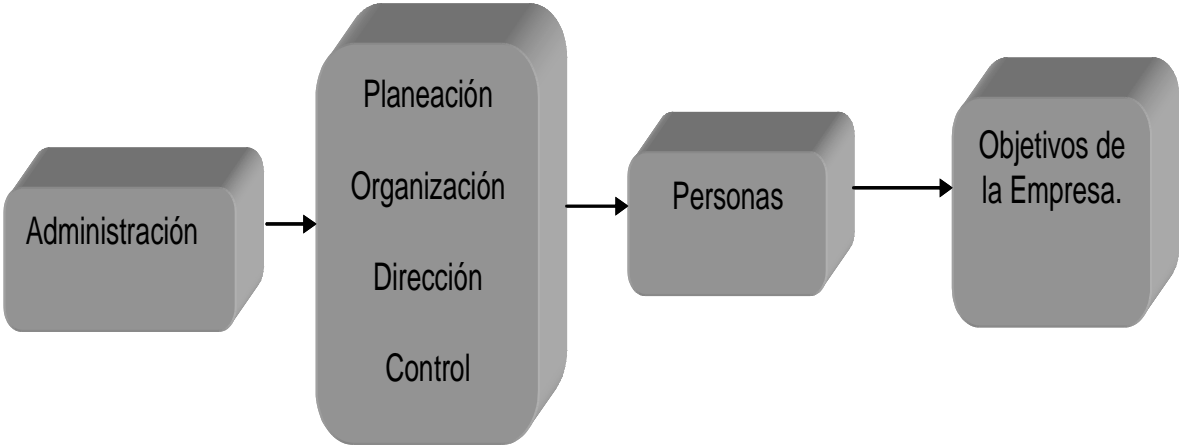 Administración
Planeación
Organización
Dirección
Control
Personas
Objetivos de
la Empresa.